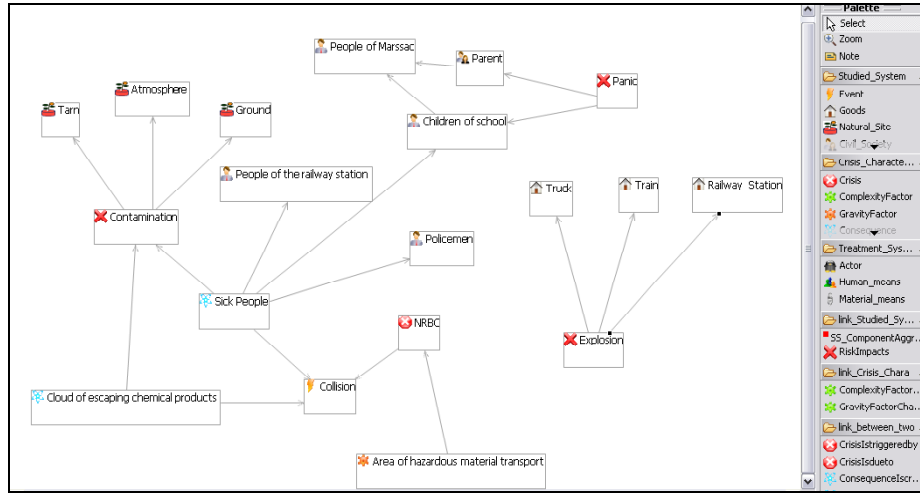 People of Marssac
Parent
Panic
Atmosphere
Tarn
Ground
Children of school
People of the railway station
Truck
Train
Railway Station
Contamination
Policemen
Sick People
NRBC
Explosion
Collision
Cloud of escaping chemical products
Area of hazardous material transport
Palette
Select
Zoom
Note
Studied_System
Event
Goods
Natural_Site
Civil_Society
Crisis_Characte...
Crisis
ComplexityFactor
GravityFactor
Consequence
Treatment_Sys...
Actor
Human_means
Material_means
link_Studied_Sy...
SS_ComponentAggr...
RiskImpacts
link_Crisis_Chara
ComplexityFactor...
GravityFactorCha...
link_between_two
CrisisIstriggeredby
CrisisIsdueto
ConsequenceIscr...